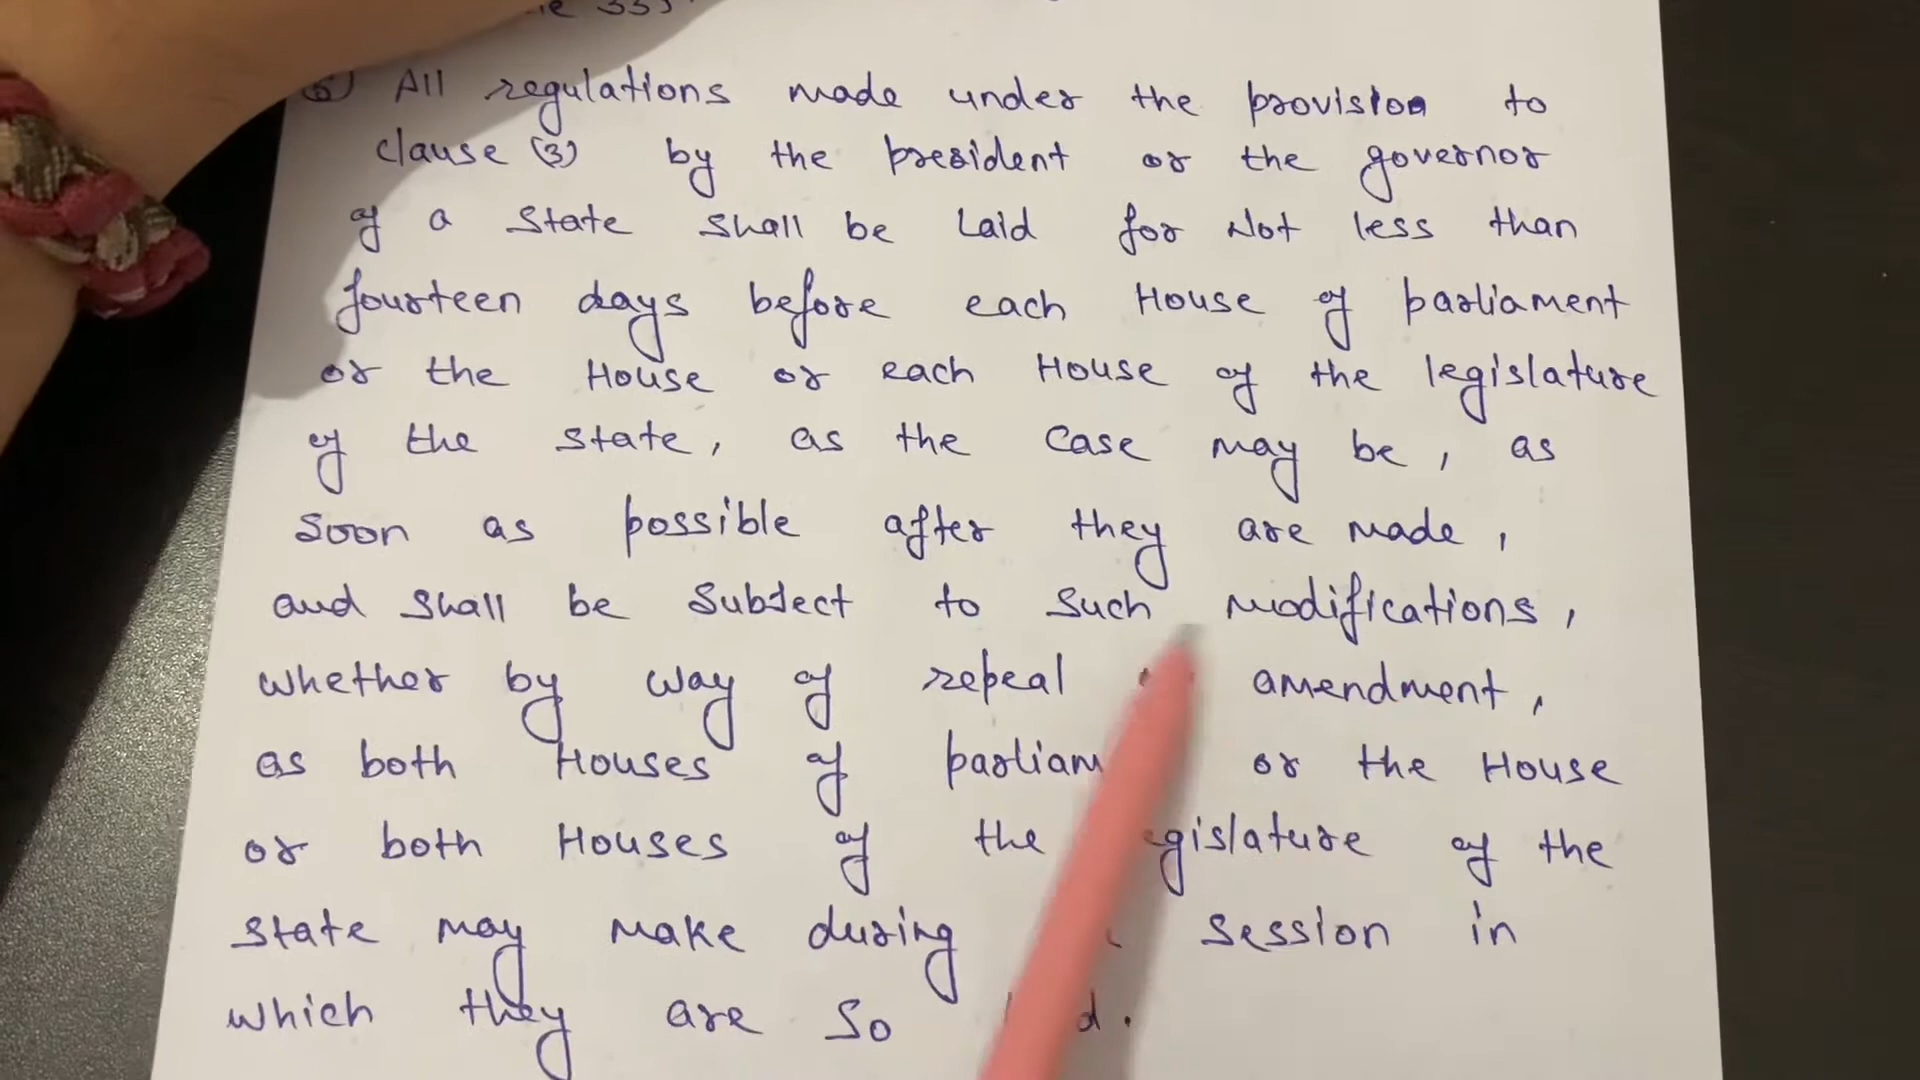 All regulations made under the provision to
clause (3) by the president or the governor
of a state shall be laid for Not less than
fourteen days before each House of parliament
or the House or each House of the legislature
of the state, as the case may be, as
soon as possible after they are made,
and shall be subject to such modifications,
whether by way of repeal amendment,
as both Houses of or the House
or both Houses of the of the
state may make during session in
which they are so